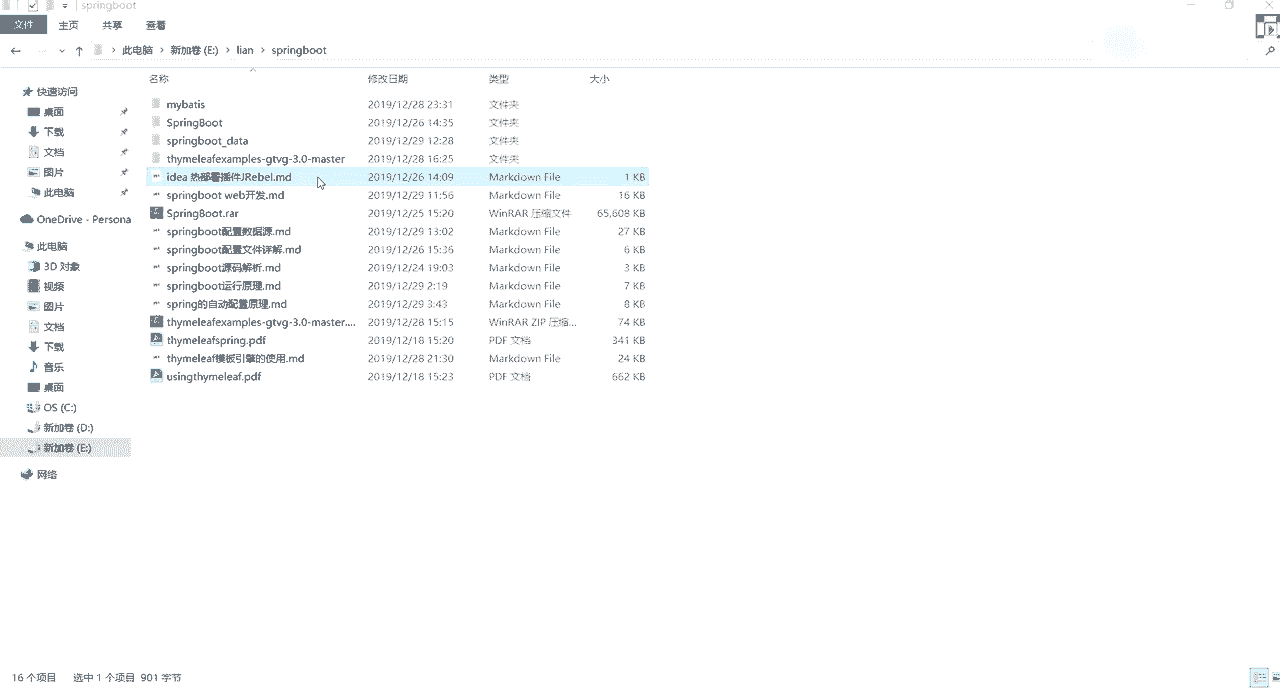 springboot
文件 主页 共享 查看
此电脑 > 新加卷 (E:) > lian > springboot
名称 修改日期 类型 大小
快速访问
桌面
下载
文档
图片
此电脑
OneDrive - Persona
此电脑
3D 对象
视频
图片
文档
下载
音乐
桌面
OS (C:)
新加卷 (D:)
新加卷 (E:)
网络
mybatis 2019/12/28 23:31 文件夹
SpringBoot 2019/12/26 14:35 文件夹
springboot_data 2019/12/29 12:28 文件夹
thymeleafexamples-gtvg-3.0-master 2019/12/28 16:25 文件夹
idea 热部署插件JRebel.md 2019/12/26 14:09 Markdown File 1 KB
springboot web开发.md 2019/12/29 11:56 Markdown File 16 KB
SpringBoot.rar 2019/12/25 15:20 WinRAR 压缩文件 65,608 KB
springboot配置数据源.md 2019/12/29 13:02 Markdown File 27 KB
springboot配置文件详解.md 2019/12/26 15:36 Markdown File 6 KB
springboot源码解析.md 2019/12/24 19:03 Markdown File 3 KB
springboot运行原理.md 2019/12/29 2:19 Markdown File 7 KB
spring的自动配置原理.md 2019/12/29 3:43 Markdown File 8 KB
thymeleafexamples-gtvg-3.0-master.... 2019/12/28 15:15 WinRAR ZIP 压缩... 74 KB
thymeleafspring.pdf 2019/12/18 15:20 PDF 文档 341 KB
thymeleaf模板引擎的使用.md 2019/12/28 21:30 Markdown File 24 KB
usingthymeleaf.pdf 2019/12/18 15:23 PDF 文档 662 KB
16 个项目 选中 1 个项目 901 字节